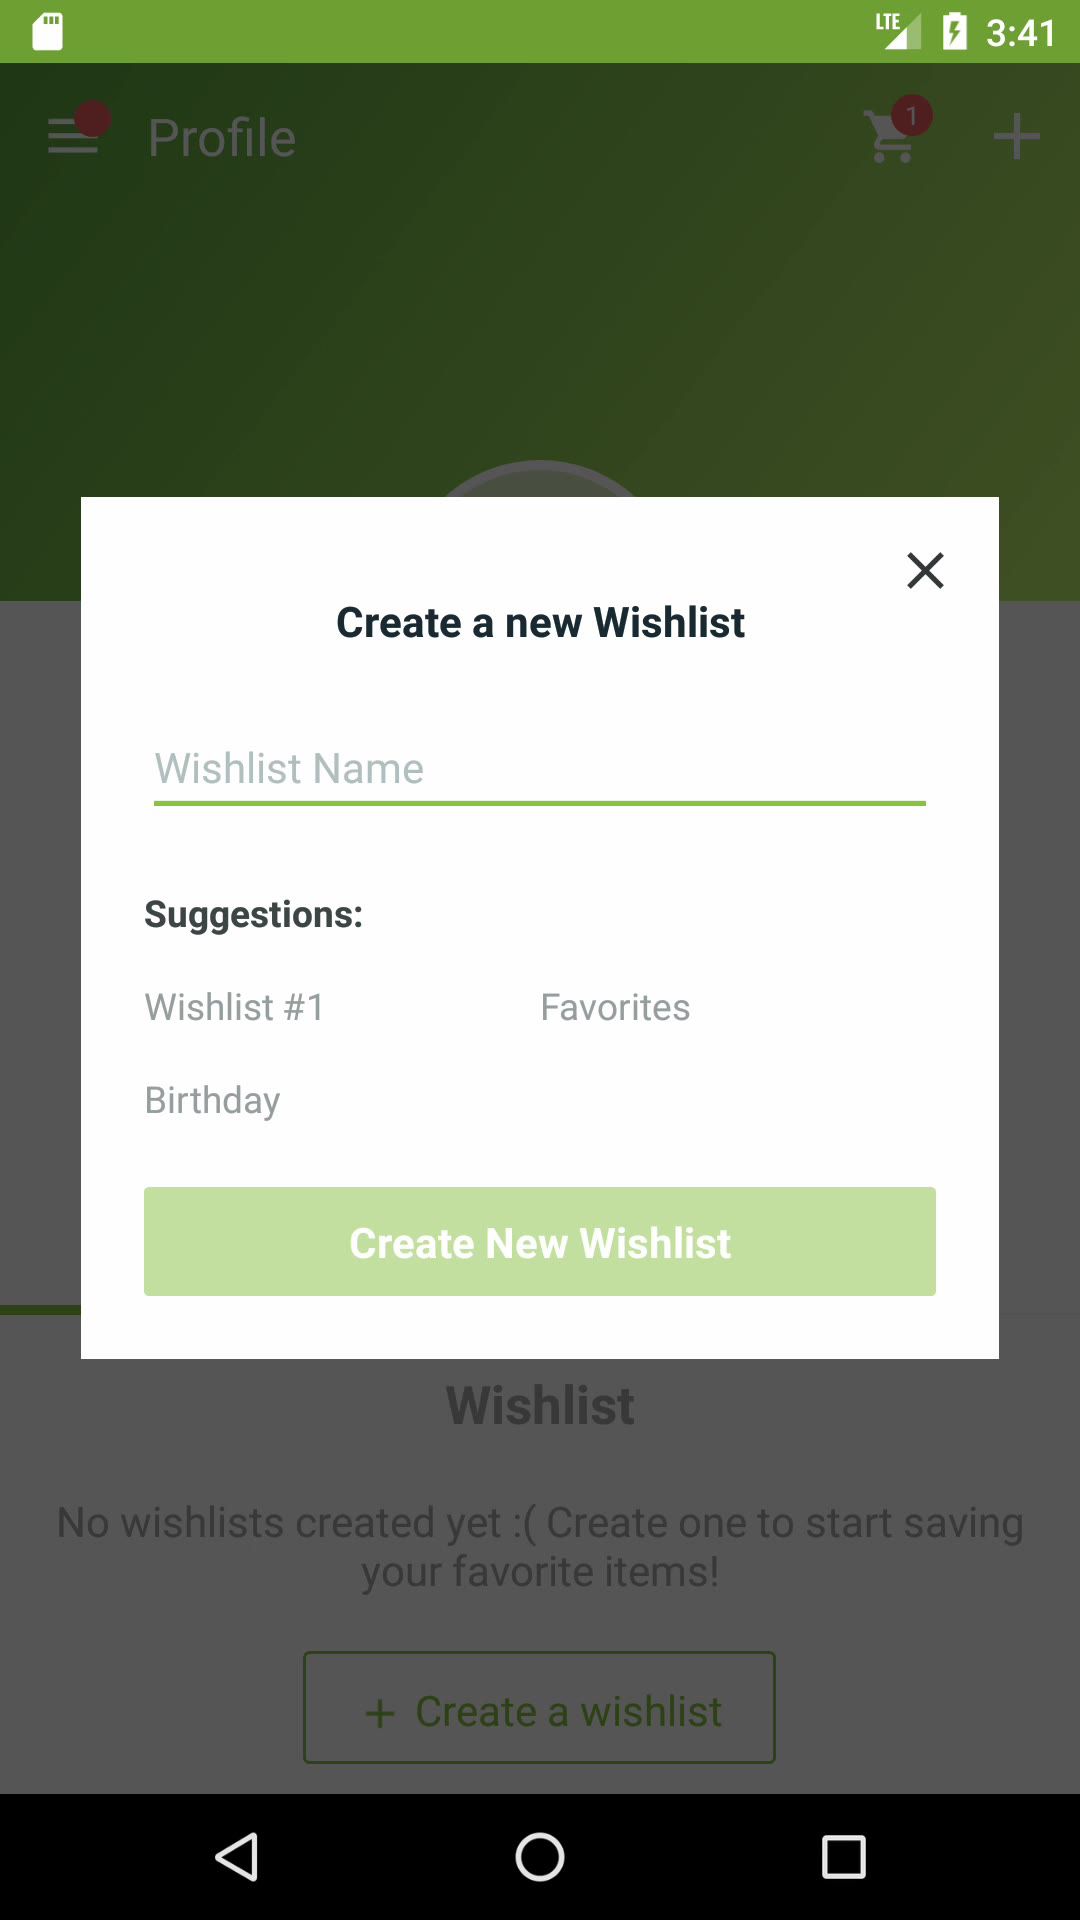 LTE 3:41
Profile
1
Create a new Wishlist
Wishlist Name
Suggestions:
Wishlist #1 Favorites
Birthday
Create New Wishlist
Wishlist
No wishlists created yet :( Create one to start saving
your favorite items!
+ Create a wishlist